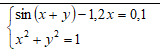 sin(x + y) − 1,2x = 0,1
x² + y² = 1